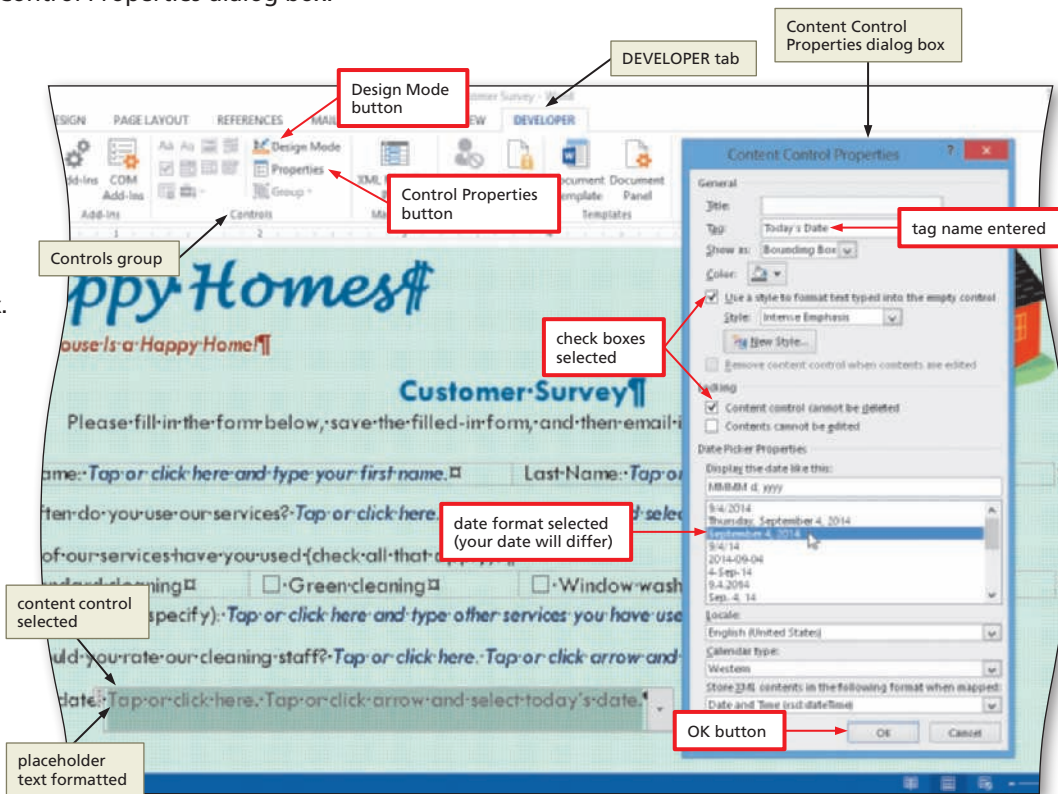 Control Properties dialog box.
Content Control
Properties dialog box
DEVELOPER tab
Design Mode
button
Customer Survey - Word
PAGE LAYOUT REFERENCES DEVELOPER
Design Mode
Properties
Group
COM
Add-Ins
Document
Panel
Add-Ins
Controls
Templates
Control Properties
button
Controls group
ppy·Homes¶
ouse·Is·a·Happy·Home!¶
Customer·Survey¶
Please·fill·in·the·form·below,·save·the·filled-in·form,·and·then·email·i
ame:·Tap·or·click·here·and·type·your·first·name.¤ Last·Name:·Tap·o
ften·do·you·use·our·services?·Tap·or·click·here.
of·our·services·have·you·used·(check·all·that
cleaning¤ ☐·Green·cleaning¤ ☐·Window·wash
specify):·Tap·or·click·here·and·type·other·services·you·have·use
uld·you·rate·our·cleaning·staff?·Tap·or·click·here.·Tap·or·click·arrow·and
date:·Tap·or·click·here.·Tap·or·click·arrow·and·select·today's·date.
content control
selected
placeholder
text formatted
check boxes
selected
date format selected
(your date will differ)
tag name entered
OK button
Content Control Properties
General
Title:
Tag: Today's Date
Show as: Bounding Box
Color:
Use a style to format text typed into the empty control
Style: Intense Emphasis
New Style...
Remove content control when contents are edited
Locking
Content control cannot be deleted
Contents cannot be edited
Date Picker Properties
Display the date like this:
MMMM d, yyyy
9/4/2014
Thursday, September 4, 2014
September 4, 2014
9/4/14
2014-09-04
4-Sep-14
9.4.2014
Sep. 4, 14
Locale:
English (United States)
Calendar type:
Western
Store XML contents in the following format when mapped:
Date and Time (xsd:dateTime)
OK Cancel